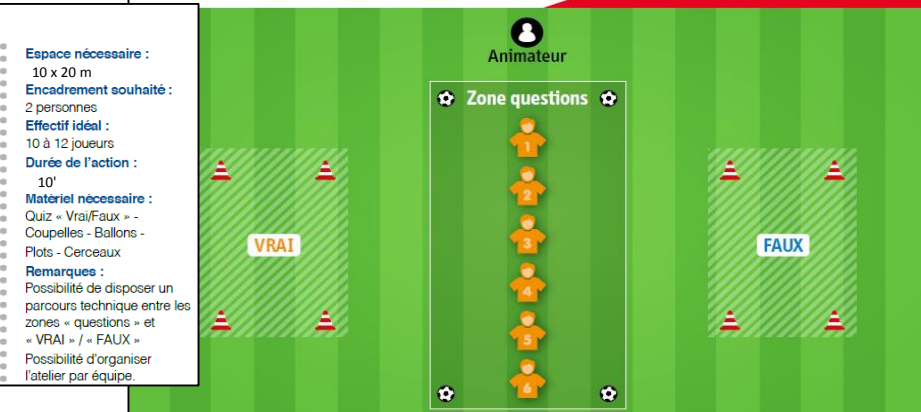 Espace nécessaire :
10 x 20 m
Encadrement souhaité :
2 personnes
Effectif idéal :
10 à 12 joueurs
Durée de l'action :
10'
Matériel nécessaire :
Quiz « Vrai/Faux » -
Coupelles - Ballons -
Plots - Cerceaux
Remarques :
Possibilité de disposer un
parcours technique entre les
zones « questions » et
« VRAI » / « FAUX »
Possibilité d'organiser
l'atelier par équipe.
Animateur
Zone questions
1
2
3
4
5
6
VRAI
FAUX